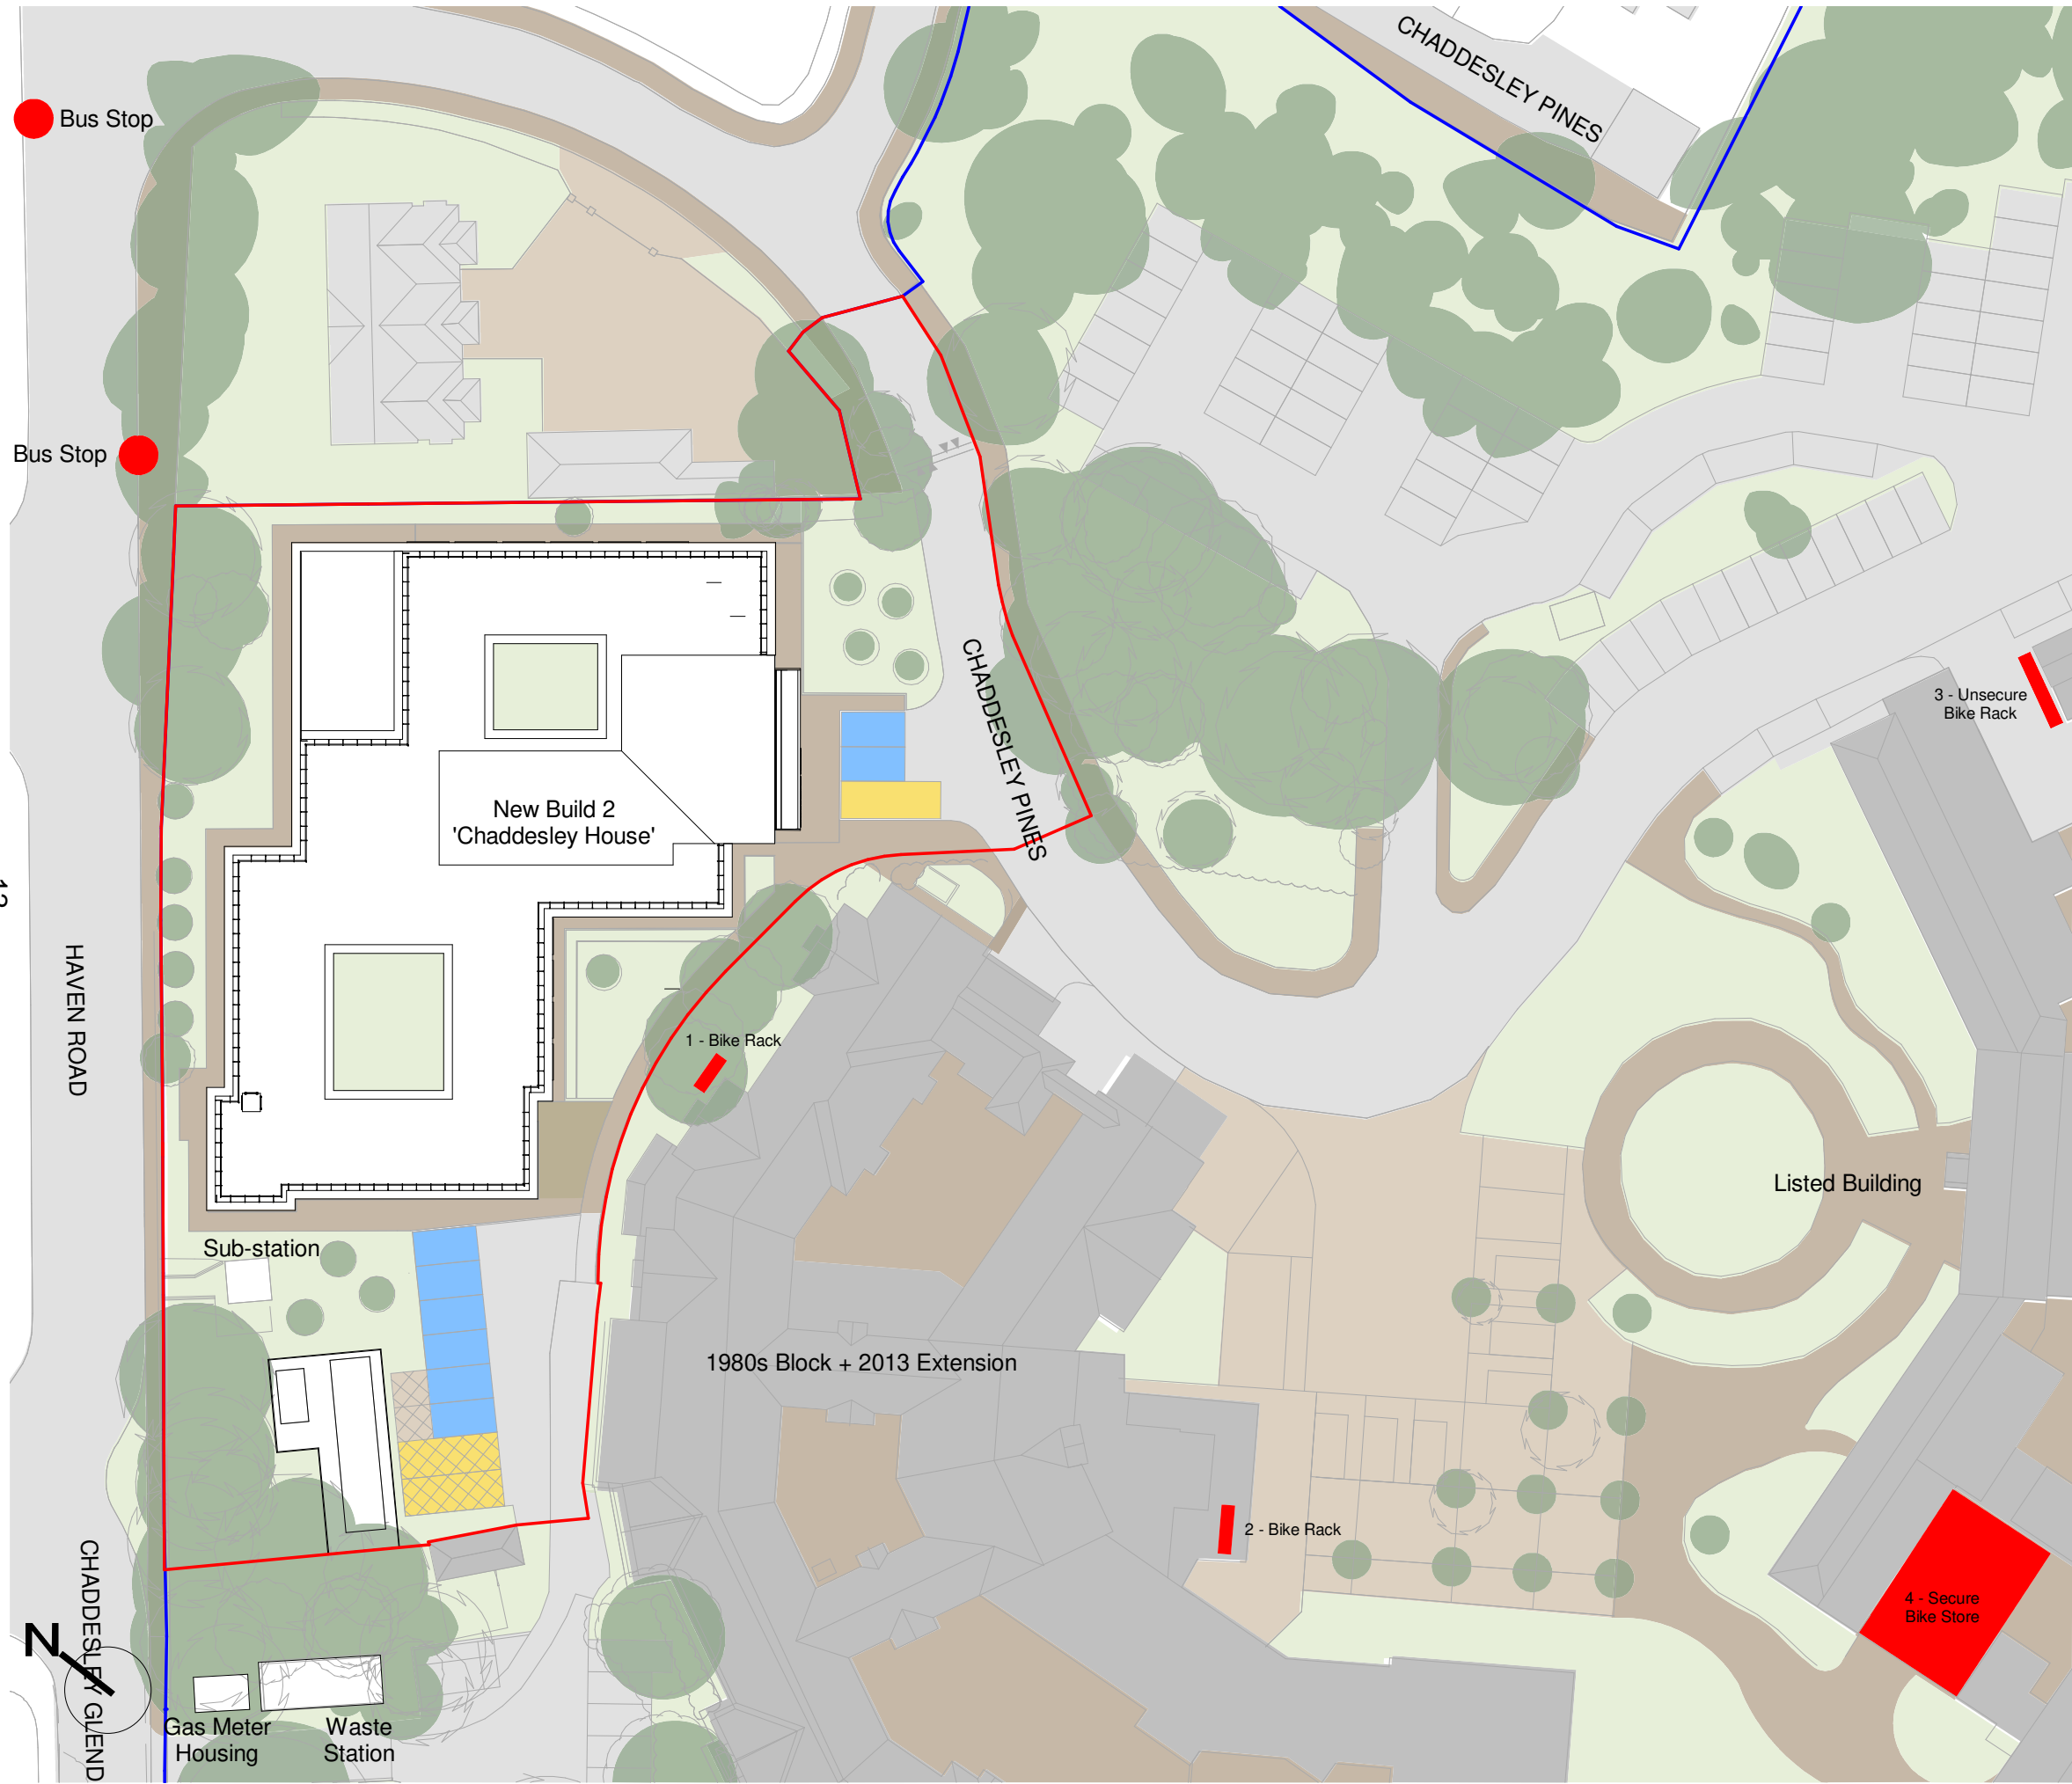 CHADDESLEY PINES
Bus Stop
Bus Stop
CHADDESLEY PINES
3 - Unsecure
Bike Rack
New Build 2
'Chaddesley House'
12
HAVEN ROAD
1 - Bike Rack
Listed Building
Sub-station
1980s Block + 2013 Extension
2 - Bike Rack
4 - Secure
Bike Store
N
CHADDESLEY GLEND
Gas Meter
Housing
Waste
Station